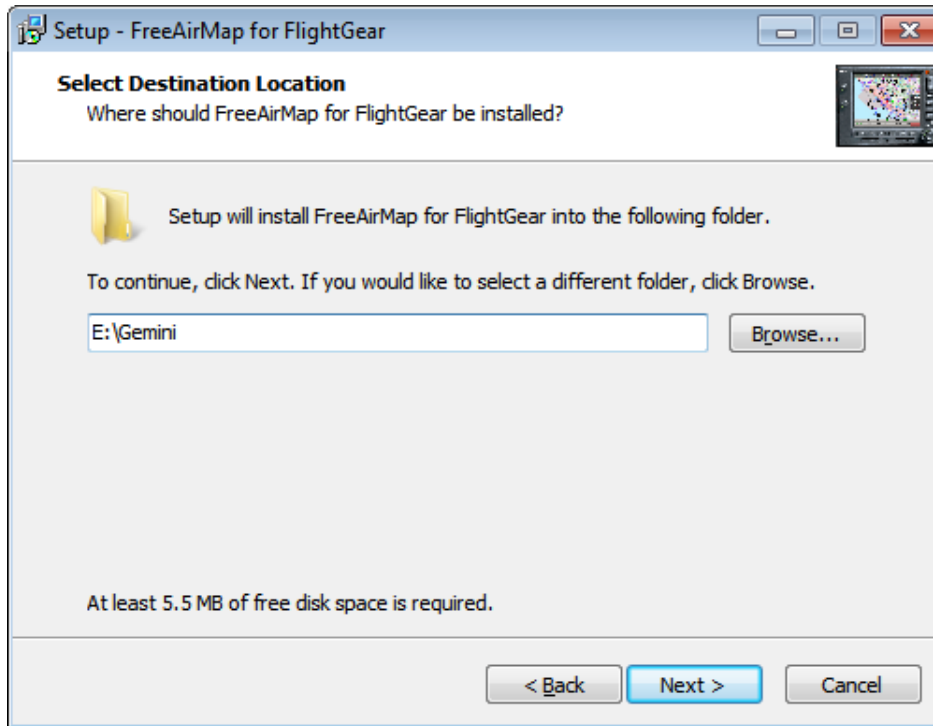 Setup - FreeAirMap for FlightGear
Select Destination Location
Where should FreeAirMap for FlightGear be installed?
Setup will install FreeAirMap for FlightGear into the following folder.
To continue, click Next. If you would like to select a different folder, click Browse.
E:\Gemini
Browse...
At least 5.5 MB of free disk space is required.
< Back
Next >
Cancel